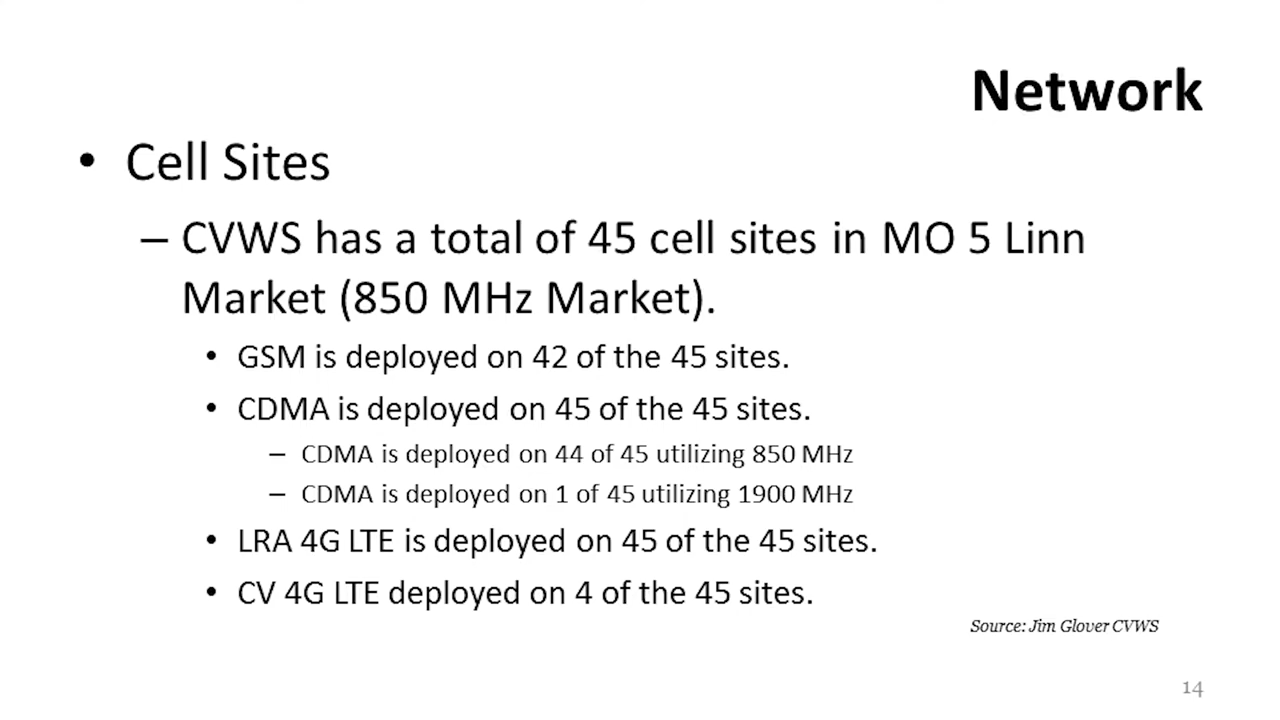 Network
• Cell Sites
– CVWS has a total of 45 cell sites in MO 5 Linn
Market (850 MHz Market).
• GSM is deployed on 42 of the 45 sites.
• CDMA is deployed on 45 of the 45 sites.
– CDMA is deployed on 44 of 45 utilizing 850 MHz
– CDMA is deployed on 1 of 45 utilizing 1900 MHz
• LRA 4G LTE is deployed on 45 of the 45 sites.
• CV 4G LTE deployed on 4 of the 45 sites.
Source: Jim Glover CVWS
14